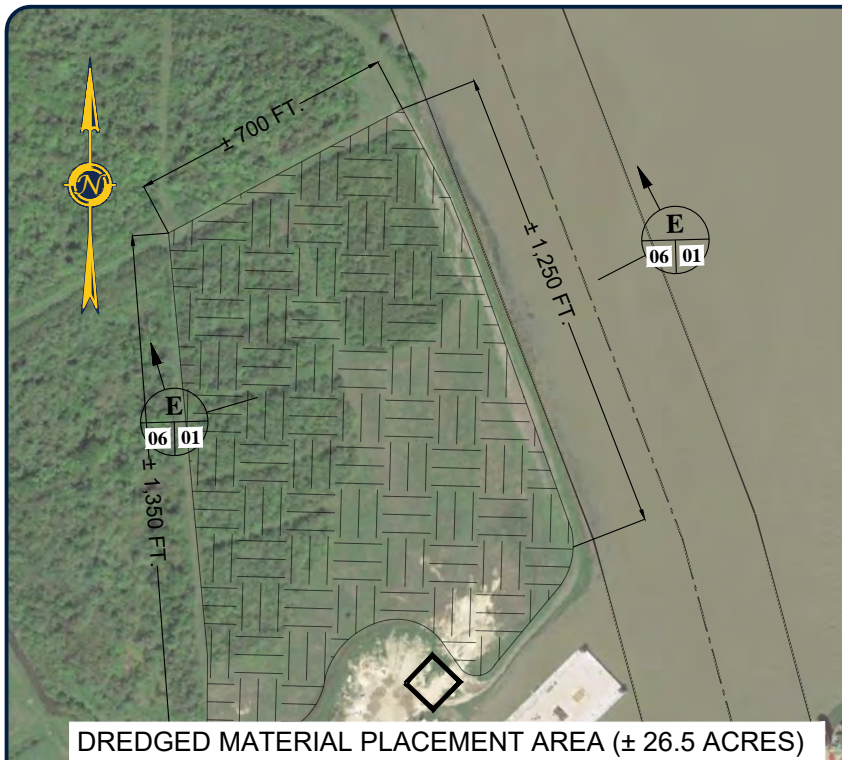 ± 700 FT.
N
± 1,250 FT.
E
06 01
E
06 01
± 1,350 FT.
DREDGED MATERIAL PLACEMENT AREA (± 26.5 ACRES)